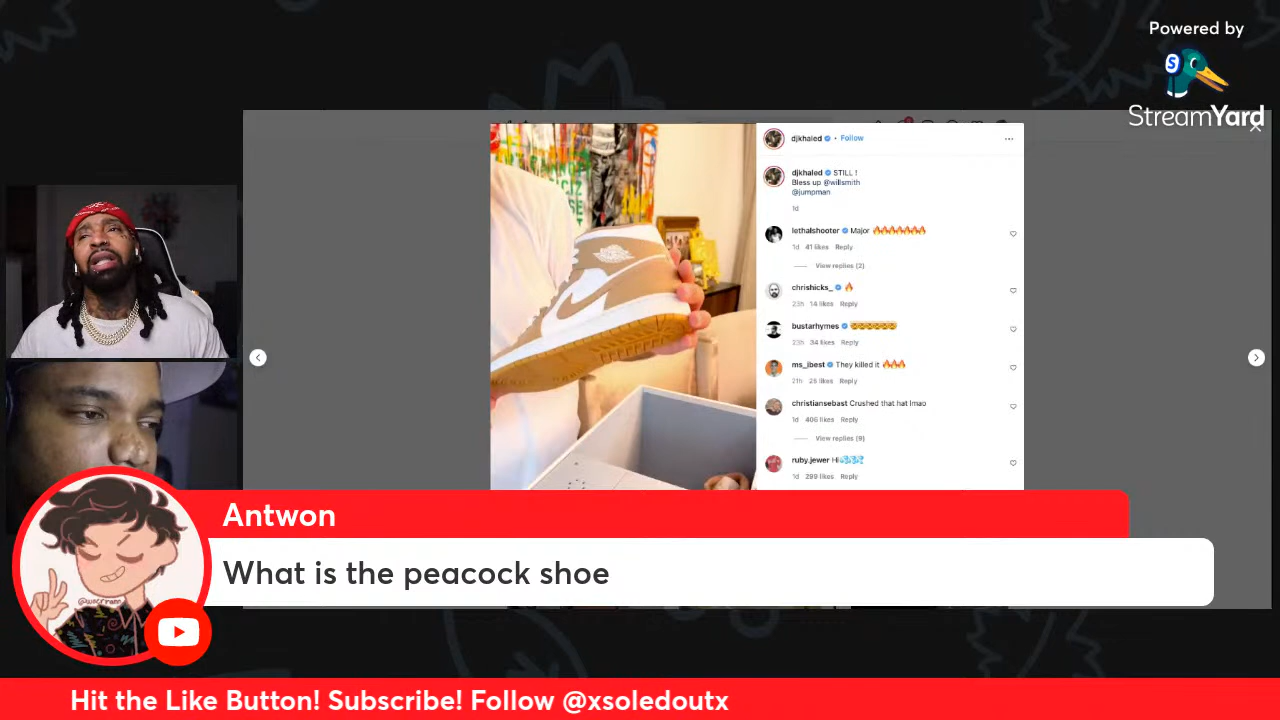 Powered by
S
StreamYard
djkhaled • Follow
djkhaled STILL !
Bless up @willsmith
@jumpman
1d
lethalshooter Major 🔥🔥🔥🔥🔥🔥🔥
1d 41 likes Reply
View replies (2)
chrishicks_ 🔥
23h 14 likes Reply
bustarhymes
23h 34 likes Reply
ms_ibest They killed it 🔥🔥🔥
21h 25 likes Reply
christiansebast Crushed that hat lmao
1d 406 likes Reply
View replies (9)
ruby.jewer Hi
1d 299 likes Reply
Antwon
What is the peacock shoe
Hit the Like Button! Subscribe! Follow @xsoledoutx